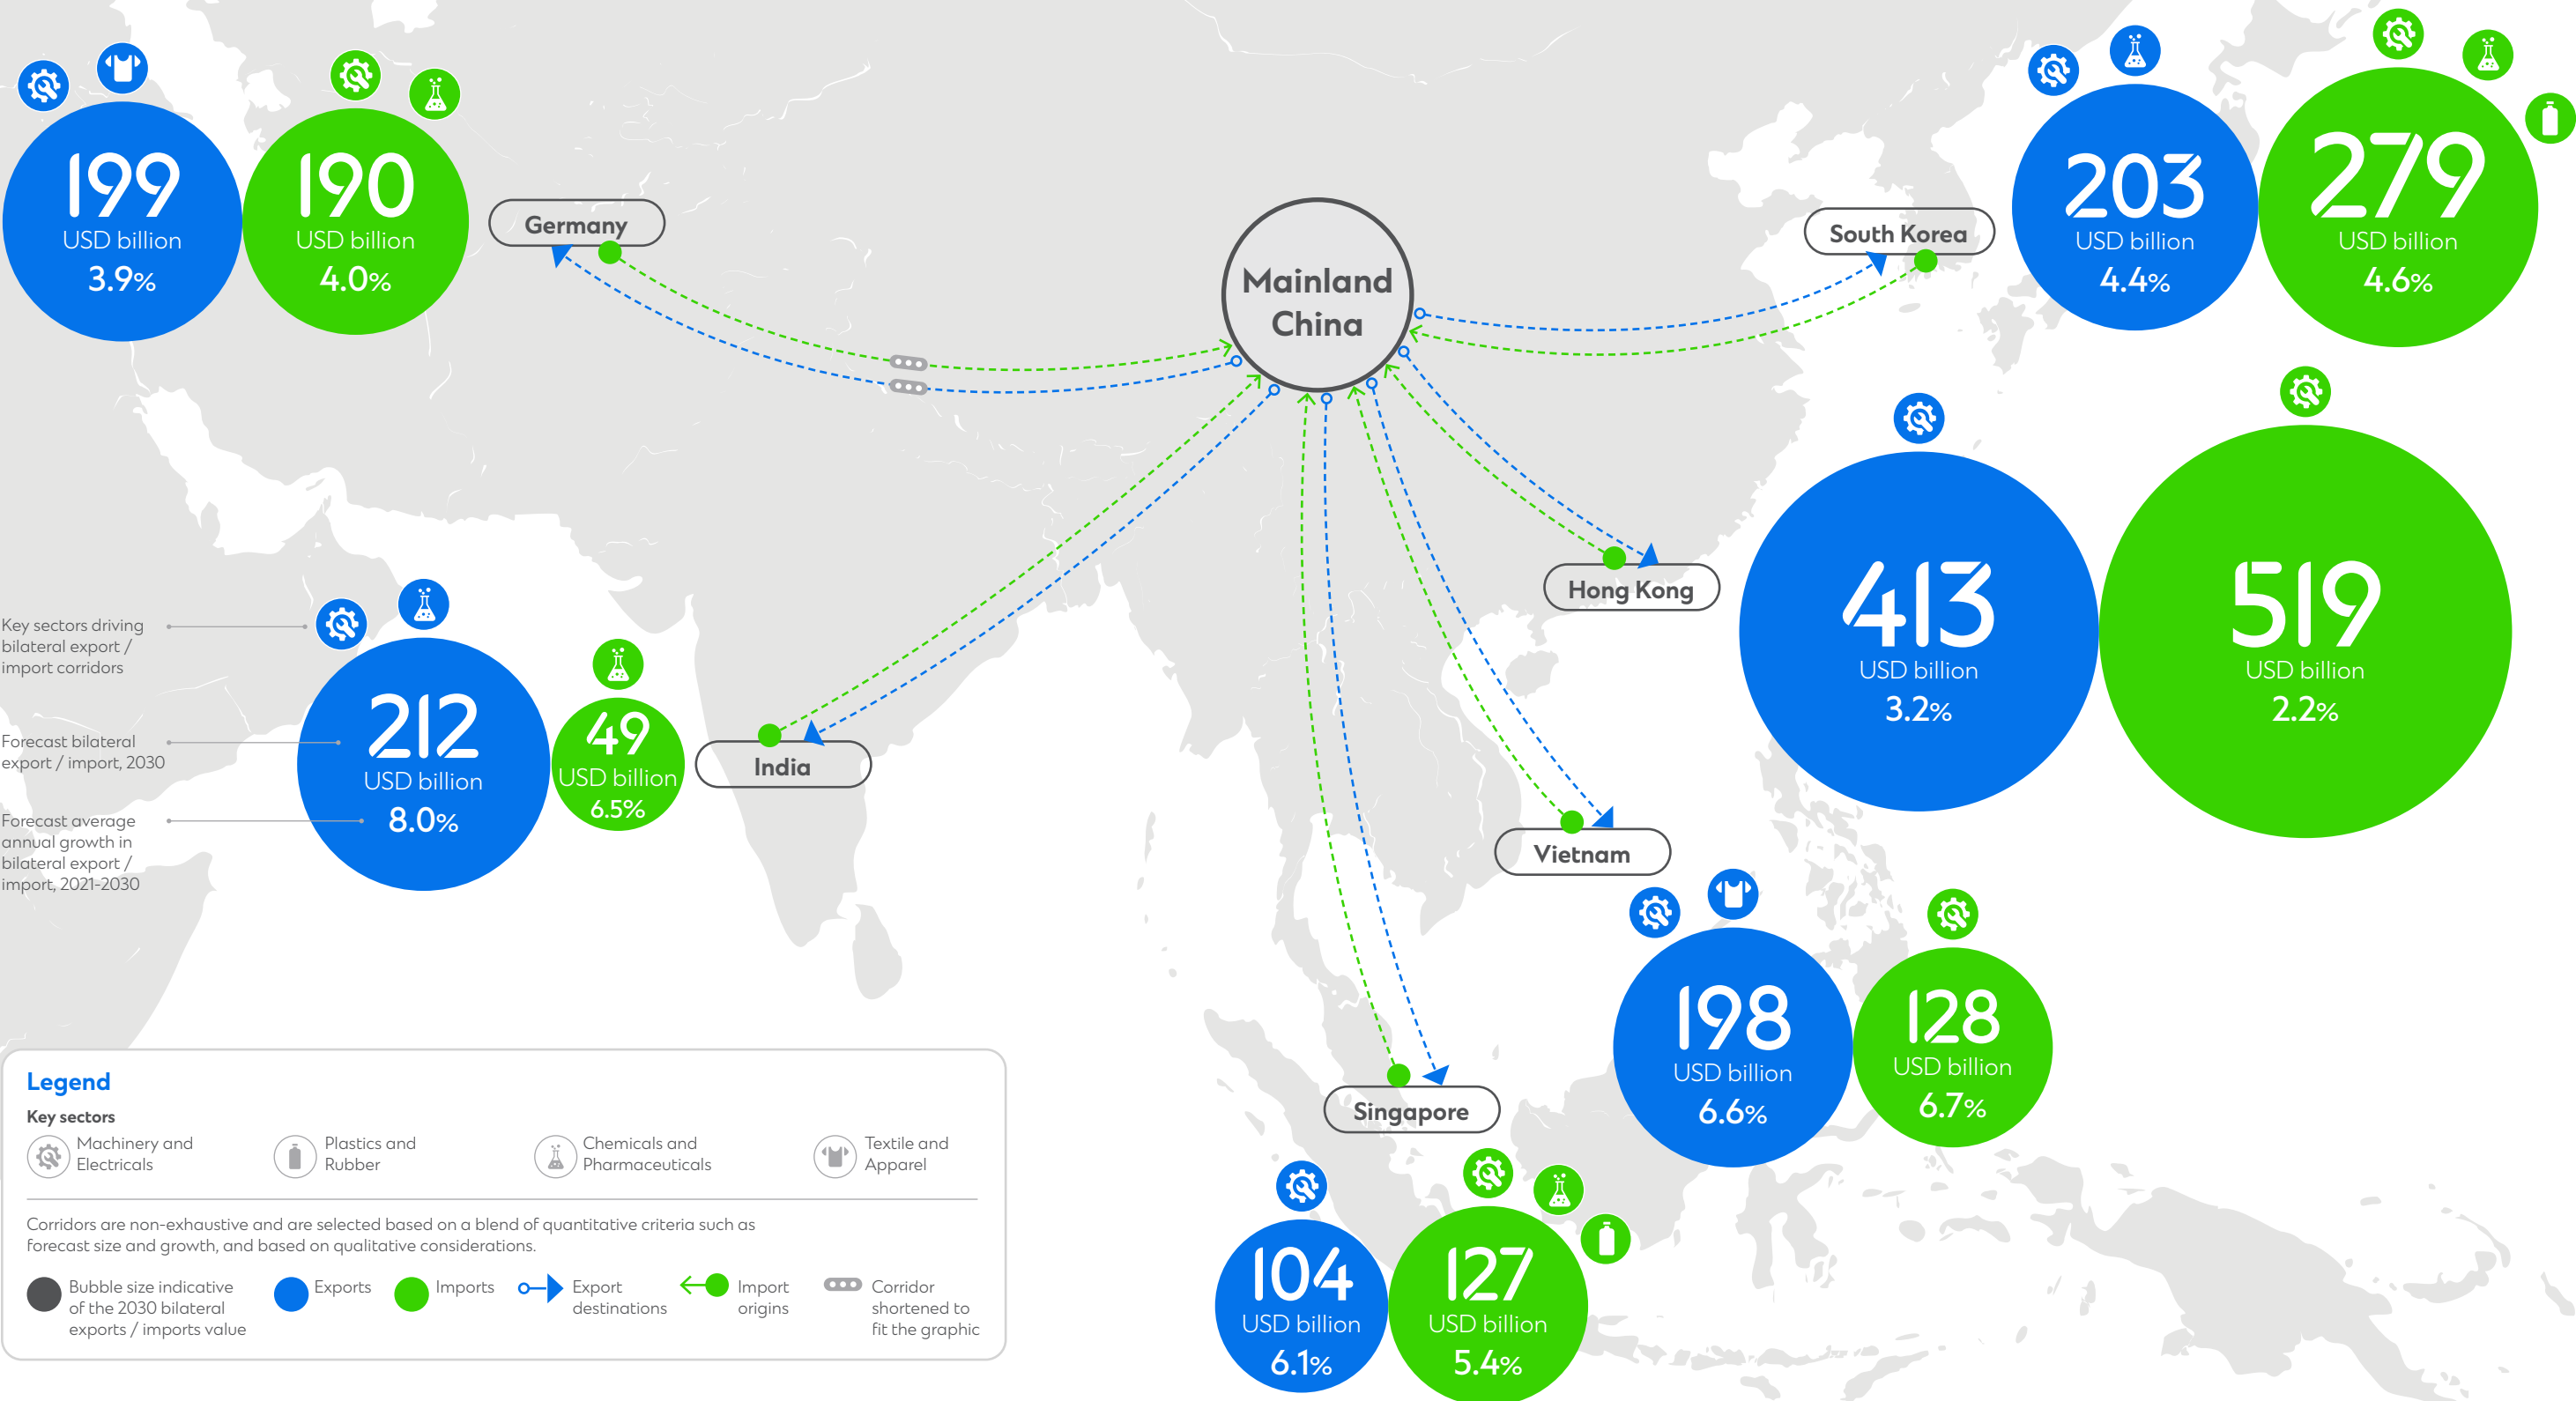 199
USD billion
3.9%
190
USD billion
4.0%
Germany
Mainland
China
South Korea
203
USD billion
4.4%
279
USD billion
4.6%
413
USD billion
3.2%
519
USD billion
2.2%
Hong Kong
Key sectors driving
bilateral export /
import corridors
Forecast bilateral
export / import, 2030
Forecast average
annual growth in
bilateral export /
import, 2021-2030
212
USD billion
8.0%
49
USD billion
6.5%
India
Vietnam
198
USD billion
6.6%
128
USD billion
6.7%
Singapore
104
USD billion
6.1%
127
USD billion
5.4%
Legend
Key sectors
Machinery and
Electricals
Plastics and
Rubber
Chemicals and
Pharmaceuticals
Textile and
Apparel
Corridors are non-exhaustive and are selected based on a blend of quantitative criteria such as
forecast size and growth, and based on qualitative considerations.
Bubble size indicative
of the 2030 bilateral
exports / imports value
Exports
Imports
Export
destinations
Import
origins
Corridor
shortened to
fit the graphic